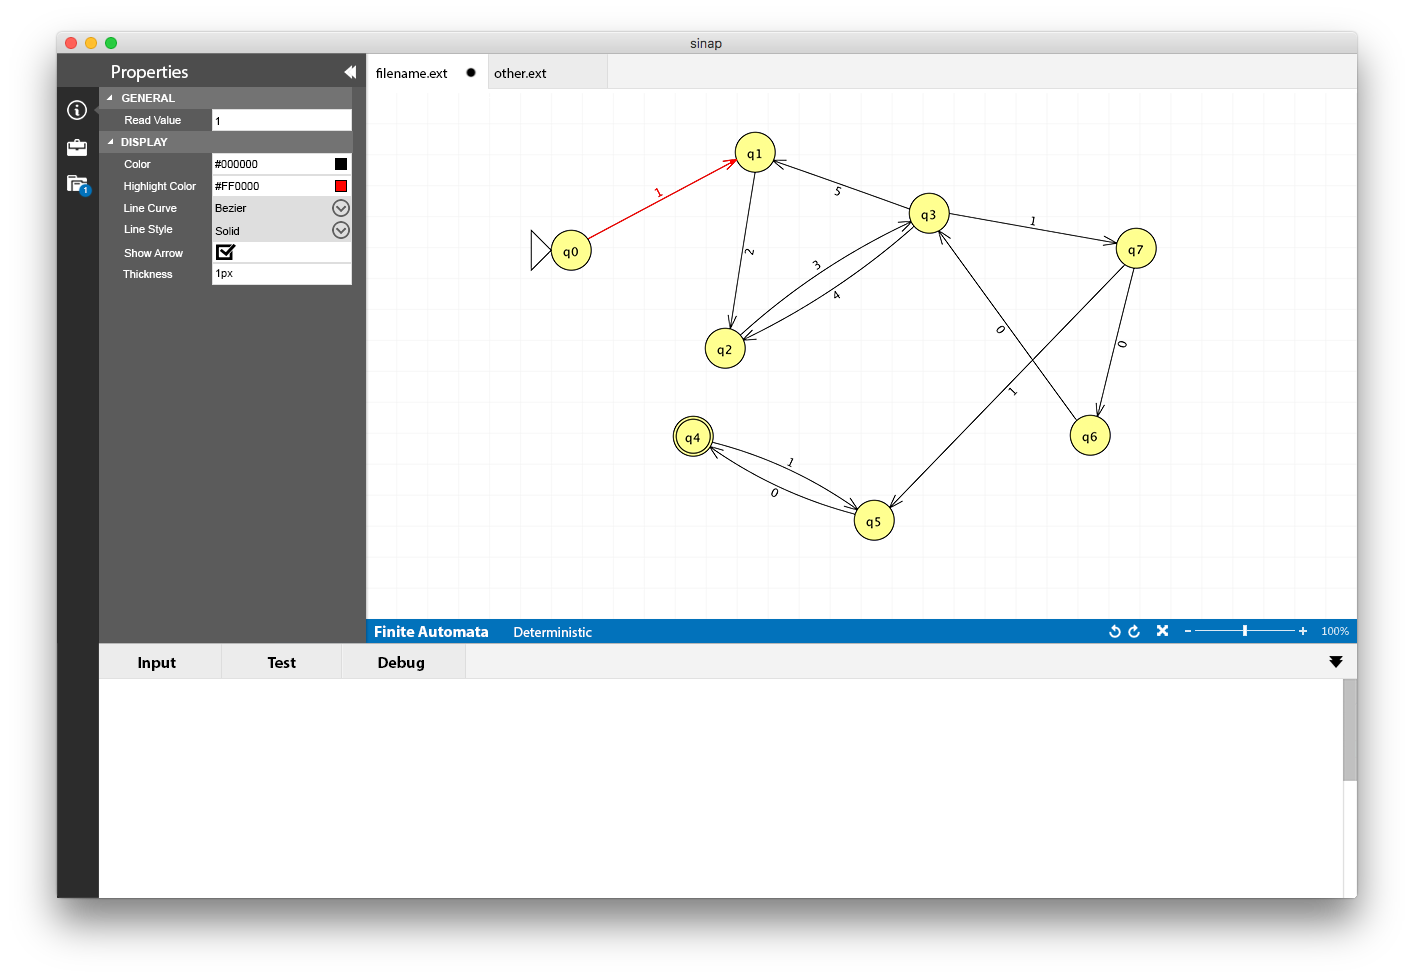 sinap
Properties
filename.ext
other.ext
GENERAL
Read Value 1
DISPLAY
Color #000000
Highlight Color #FF0000
Line Curve Bezier
Line Style Solid
Show Arrow
Thickness 1px
1
q1
5
q3
1
q7
1
q0
2
3
4
q2
0
0
1
q4
q6
1
0
q5
Finite Automata Deterministic
100%
Input Test Debug